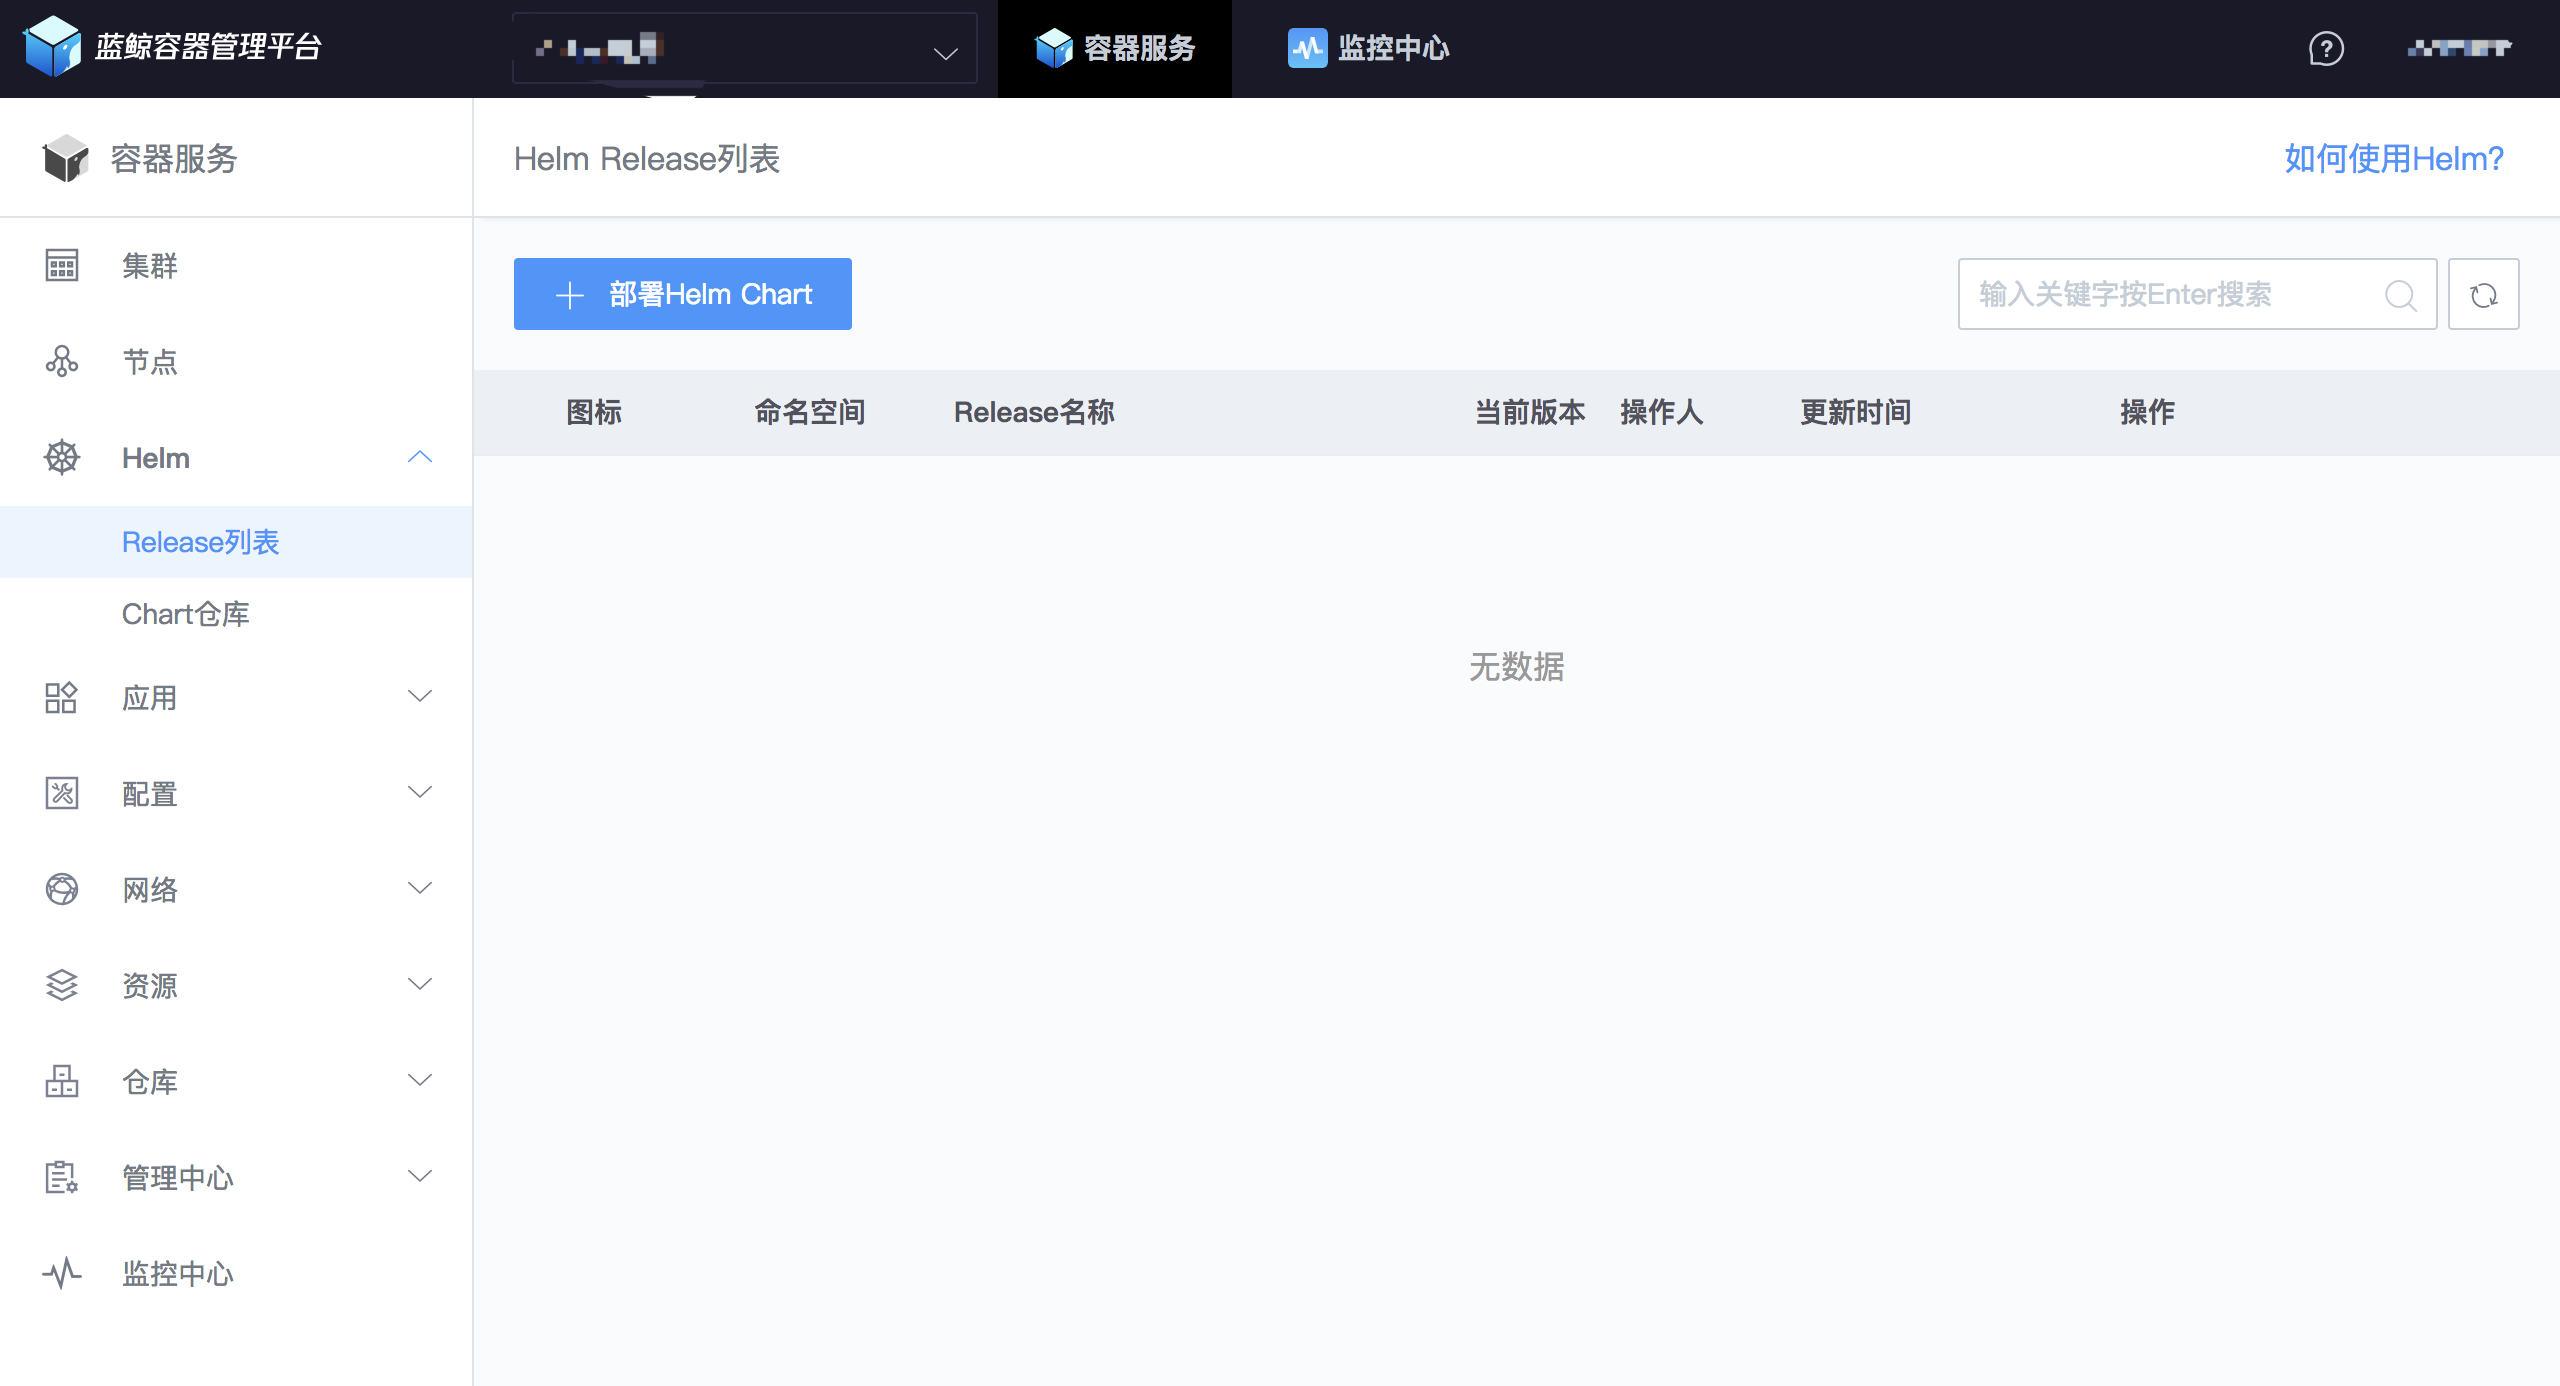 蓝鲸容器管理平台
容器服务
监控中心
容器服务
Helm Release列表
如何使用Helm?
集群
节点
Helm
Release列表
Chart仓库
应用
配置
网络
资源
仓库
管理中心
监控中心
部署Helm Chart
输入关键字按Enter搜索
图标 命名空间 Release名称 当前版本 操作人 更新时间 操作
无数据